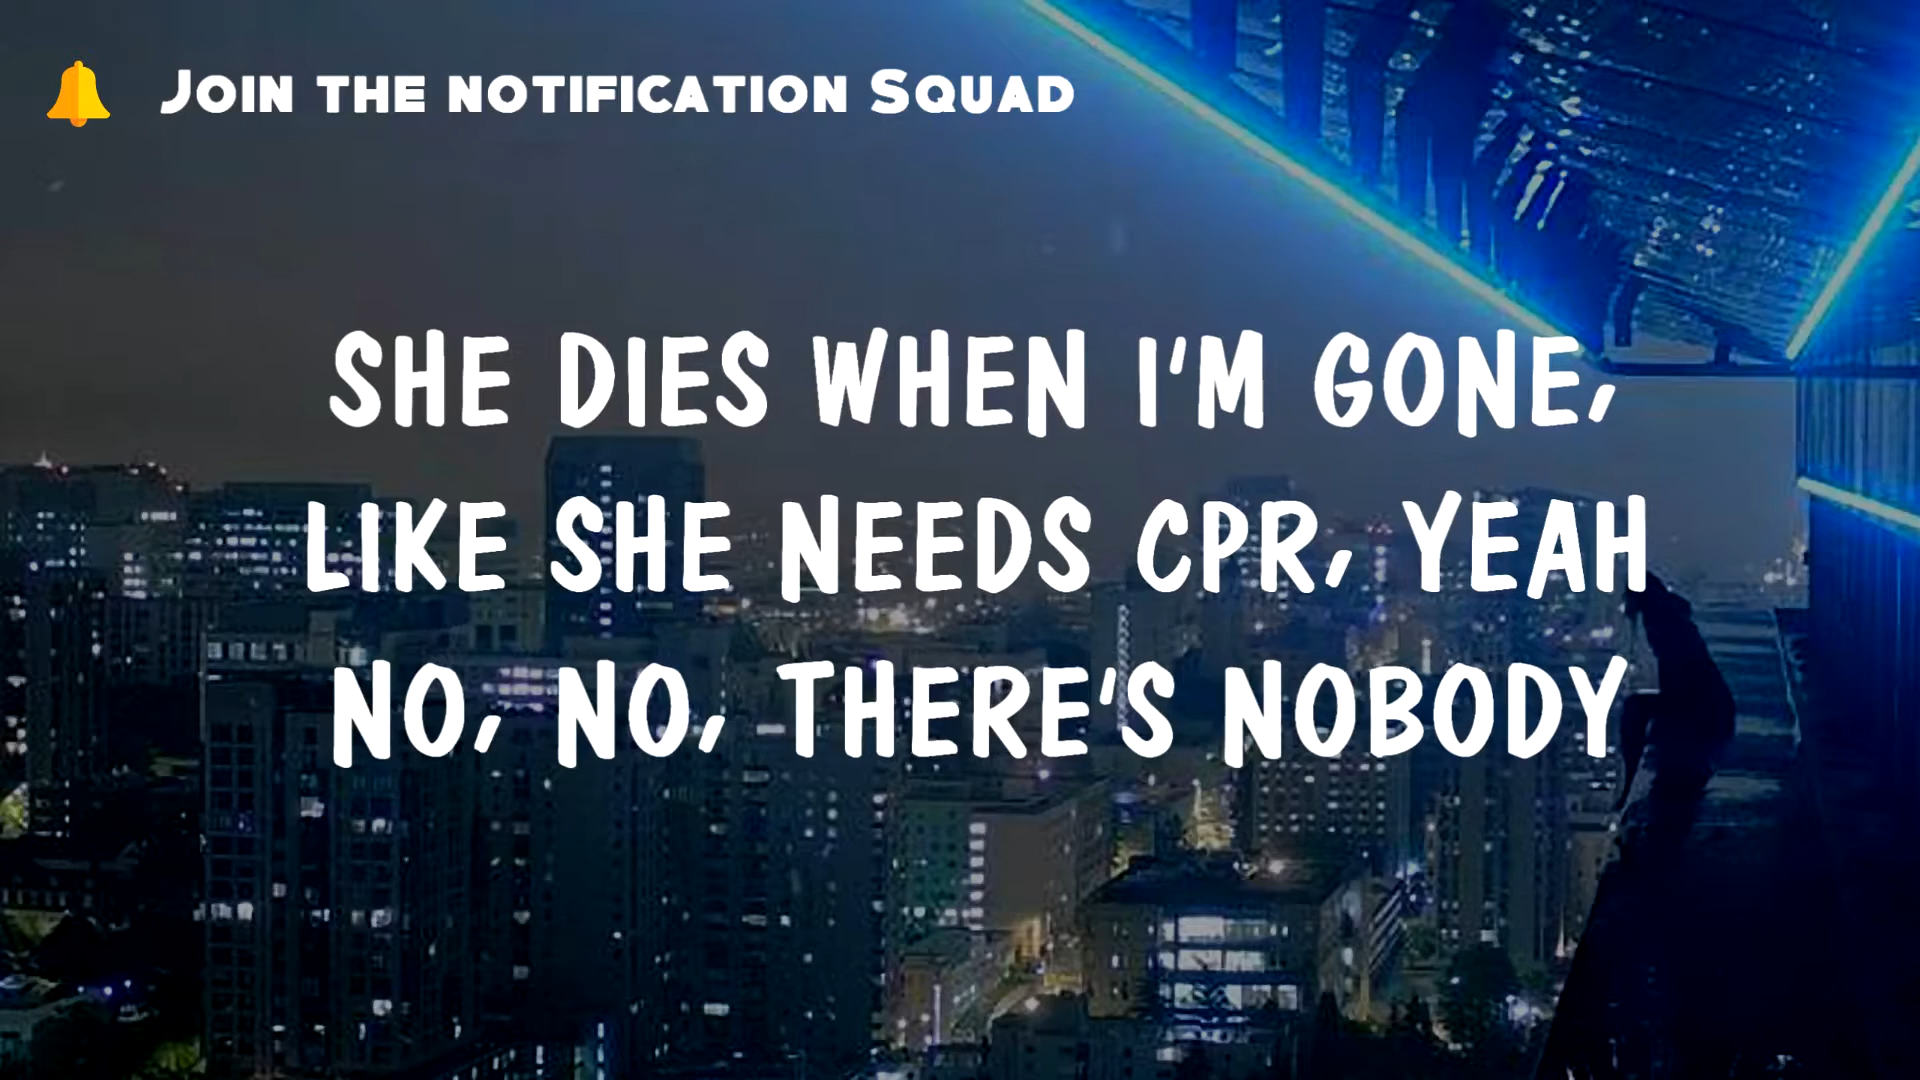 Join the notification Squad
SHE DIES WHEN I'M GONE,
LIKE SHE NEEDS CPR, YEAH
NO, NO, THERE'S NOBODY